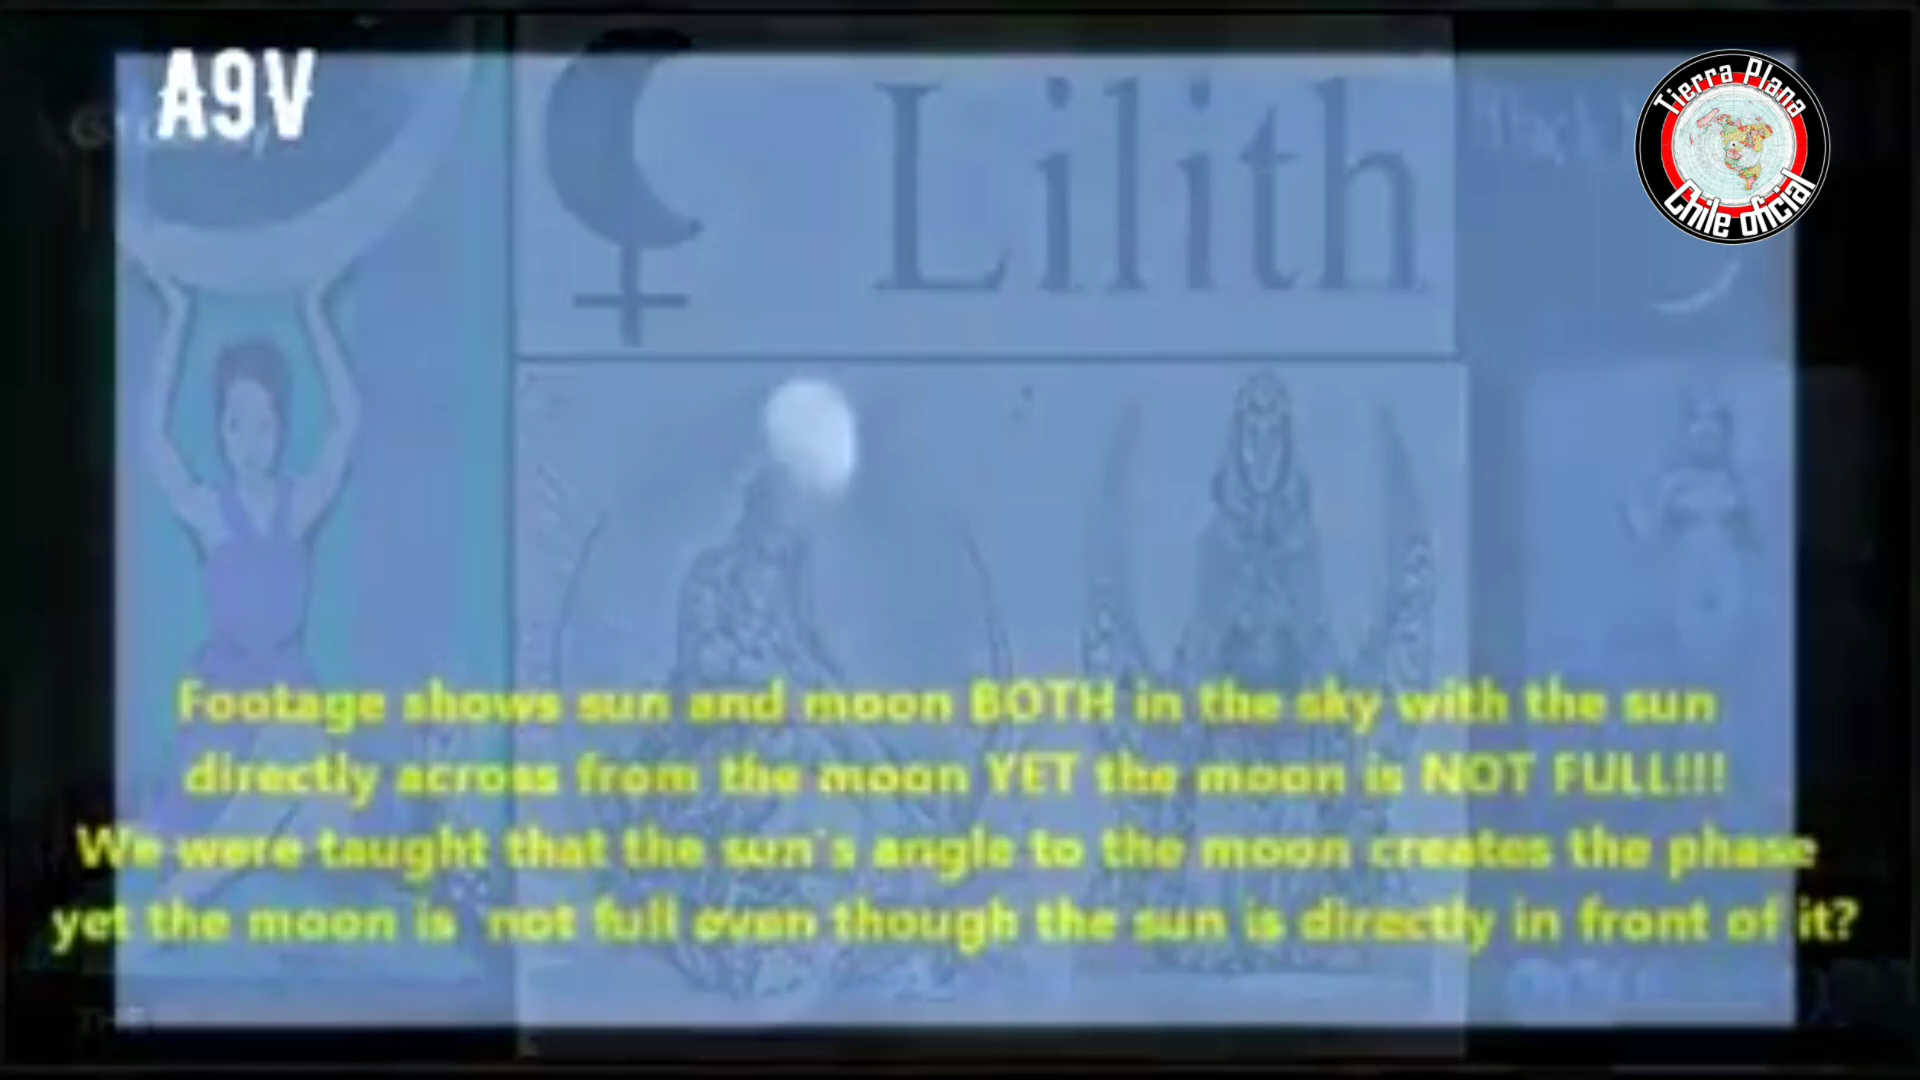 A9V
Tierra Plana
Chile oficial
Lilith
Black
Footage shows sun and moon BOTH in the sky with the sun
directly across from the moon YET the moon is NOT FULL!!!
We were taught that the sun's angle to the moon creates the phase
yet the moon is not full even though the sun is directly in front of it?